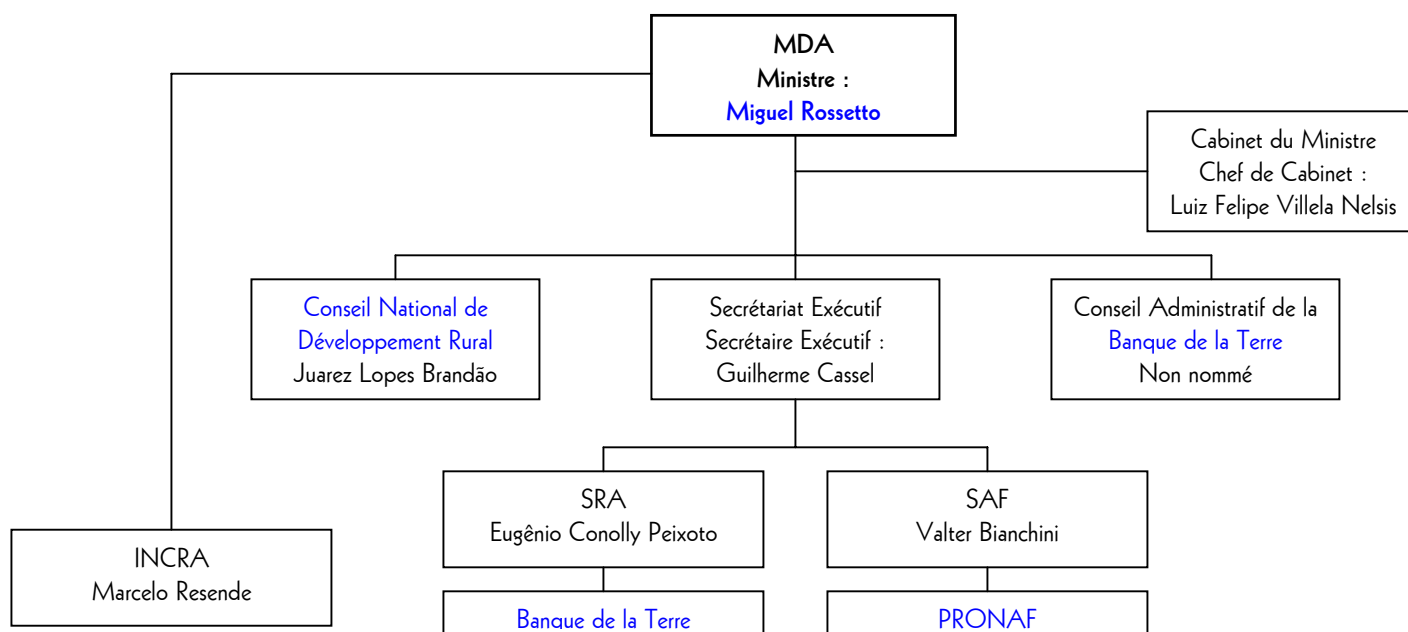 MDA
Ministre :
Miguel Rossetto
Cabinet du Ministre
Chef de Cabinet :
Luiz Felipe Villela Nelsis
Conseil National de
Développement Rural
Juarez Lopes Brandão
Secrétariat Exécutif
Secrétaire Exécutif :
Guilherme Cassel
Conseil Administratif de la
Banque de la Terre
Non nommé
SRA
Eugênio Conolly Peixoto
SAF
Valter Bianchini
INCRA
Marcelo Resende
Banque de la Terre
PRONAF